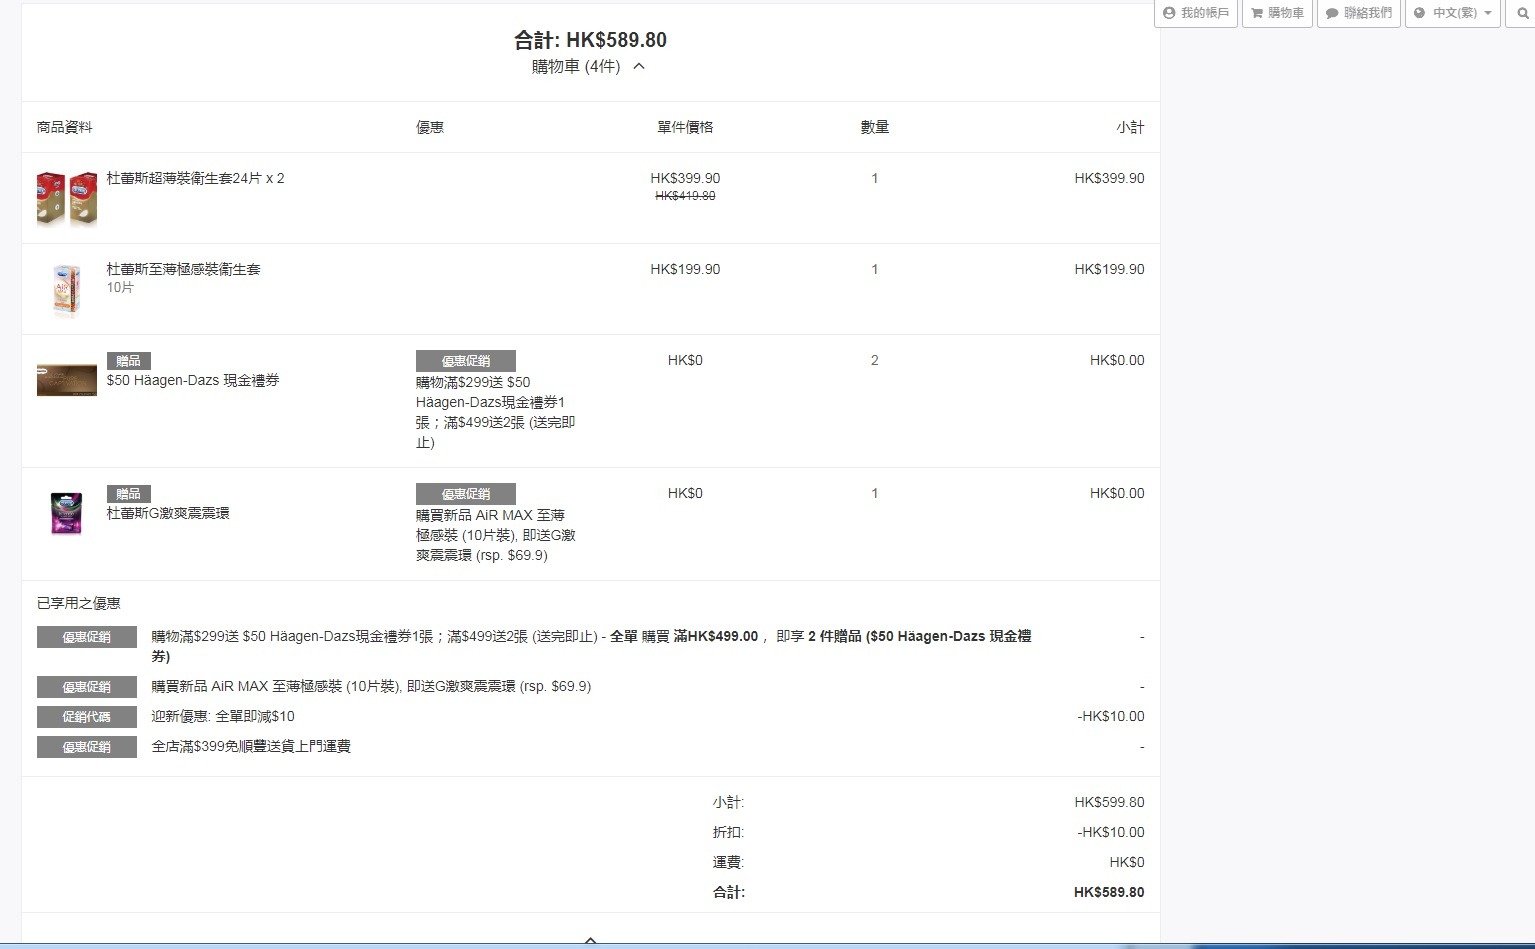 我的帳戶
購物車
聯絡我們
中文(繁)
合計: HK$589.80
購物車 (4件)
商品資料 優惠 單件價格 數量 小計
杜蕾斯超薄裝衛生套24片 x 2 HK$399.90 1 HK$399.90
HK$419.80
杜蕾斯至薄極感裝衛生套 HK$199.90 1 HK$199.90
10片
贈品 優惠促銷 HK$0 2 HK$0.00
$50 Häagen-Dazs 現金禮券 購物滿$299送 $50
Häagen-Dazs現金禮券1
張；滿$499送2張 (送完即
止)
贈品 優惠促銷 HK$0 1 HK$0.00
杜蕾斯G激爽震震環 購買新品 AiR MAX 至薄
極感裝 (10片裝), 即送G激
爽震震環 (rsp. $69.9)
已享用之優惠
優惠促銷 購物滿$299送 $50 Häagen-Dazs現金禮券1張；滿$499送2張 (送完即止) - 全單 購買 滿HK$499.00 ， 即享 2 件贈品 ($50 Häagen-Dazs 現金禮 -
券)
優惠促銷 購買新品 AiR MAX 至薄極感裝 (10片裝), 即送G激爽震震環 (rsp. $69.9) -
促銷代碼 迎新優惠: 全單即減$10 -HK$10.00
優惠促銷 全店滿$399免順豐送貨上門運費 -
小計: HK$599.80
折扣: -HK$10.00
運費: HK$0
合計: HK$589.80